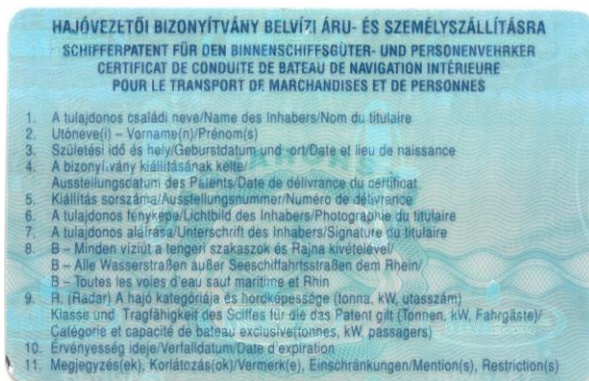 HAJÓVEZETŐI BIZONYÍTVÁNY BELVÍZI ÁRU- ÉS SZEMÉLYSZÁLLÍTÁSRA
SCHIFFERPATENT FÜR DEN BINNENSCHIFFSGÜTER- UND PERSONENVEHRKER
CERTIFICAT DE CONDUITE DE BATEAU DE NAVIGATION INTÉRIEURE
POUR LE TRANSPORT DE MARCHANDISES ET DE PERSONNES
1. A tulajdonos családi neve/Name des Inhabers/Nom du titulaire
2. Utóneve(i) – Vorname(n)/Prénom(s)
3. Születési idő és hely/Geburtsdatum und -ort/Date et lieu de naissance
4. A bizonyítvány kiállításának kelte/
Ausstellungsdatum des Patents/Date de délivrance du certificat
5. Kiállítás sorszáma/Ausstellungsnummer/Numéro de délivrance
6. A tulajdonos fényképe/Lichtbild des Inhabers/Photographie du titulaire
7. A tulajdonos aláírása/Unterschrift des Inhabers/Signature du titulaire
8. B – Minden víziút a tengeri szakaszok és Rajna kivételével/
B – Alle Wasserstraßen außer Seeschiffahrtsstraßen dem Rhein/
B – Toutes les voies d'eau sauf maritime et Rhin
9. R. (Radar) A hajó kategóriája és hordképessége (tonna, kW, utasszám)
Klasse und Tragfähigkeit des Sciffes für die das Patent gilt (Tonnen, kW, Fahrgäste)/
Catégorie et capacité de bateau exclusive(tonnes, kW, passagers)
10. Érvényesség ideje/Verfalldatum/Date d'expiration
11. Megjegyzés(ek), Korlátozás(ok)/Vermerk(e), Einschränkungen/Mention(s), Restriction(s)